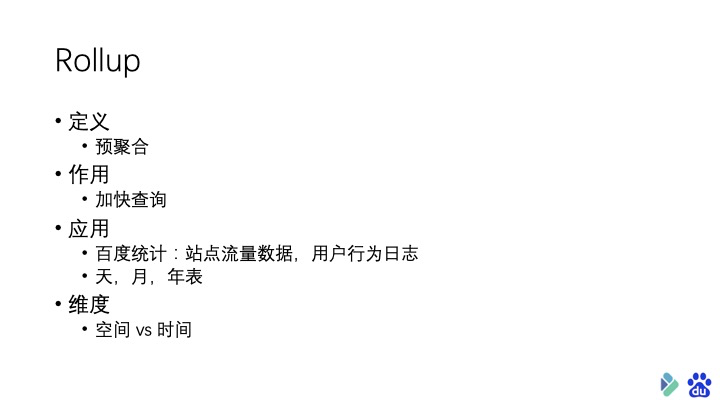 Rollup
• 定义
• 预聚合
• 作用
• 加快查询
• 应用
• 百度统计：站点流量数据，用户行为日志
• 天，月，年表
• 维度
• 空间 vs 时间
du